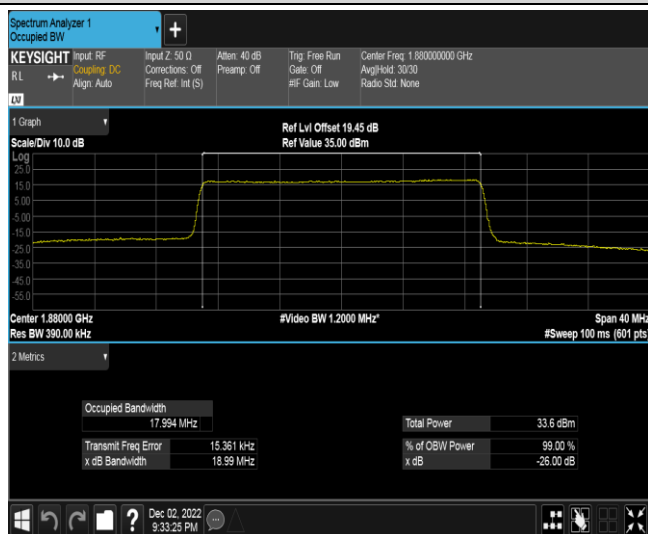 Spectrum Analyzer 1
Occupied BW
+
KEYSIGHT
RL
LXI
Input: RF
Coupling: DC
Align: Auto
Input Z: 50 Ω
Corrections: Off
Freq Ref: Int (S)
Atten: 40 dB
Preamp: Off
Trig: Free Run
Gate: Off
#IF Gain: Low
Center Freq: 1.880000000 GHz
Avg|Hold: 30/30
Radio Std: None
1 Graph
Scale/Div 10.0 dB
Ref Lvl Offset 19.45 dB
Ref Value 35.00 dBm
Log
25.0
15.0
5.00
-5.00
-15.0
-25.0
-35.0
-45.0
-55.0
Center 1.88000 GHz
#Video BW 1.2000 MHz*
Span 40 MHz
Res BW 390.00 kHz
#Sweep 100 ms (601 pts)
2 Metrics
Occupied Bandwidth
17.994 MHz
Total Power 33.6 dBm
Transmit Freq Error 15.361 kHz
% of OBW Power 99.00 %
x dB Bandwidth 18.99 MHz
x dB -26.00 dB
?
Dec 02, 2022
9:33:25 PM